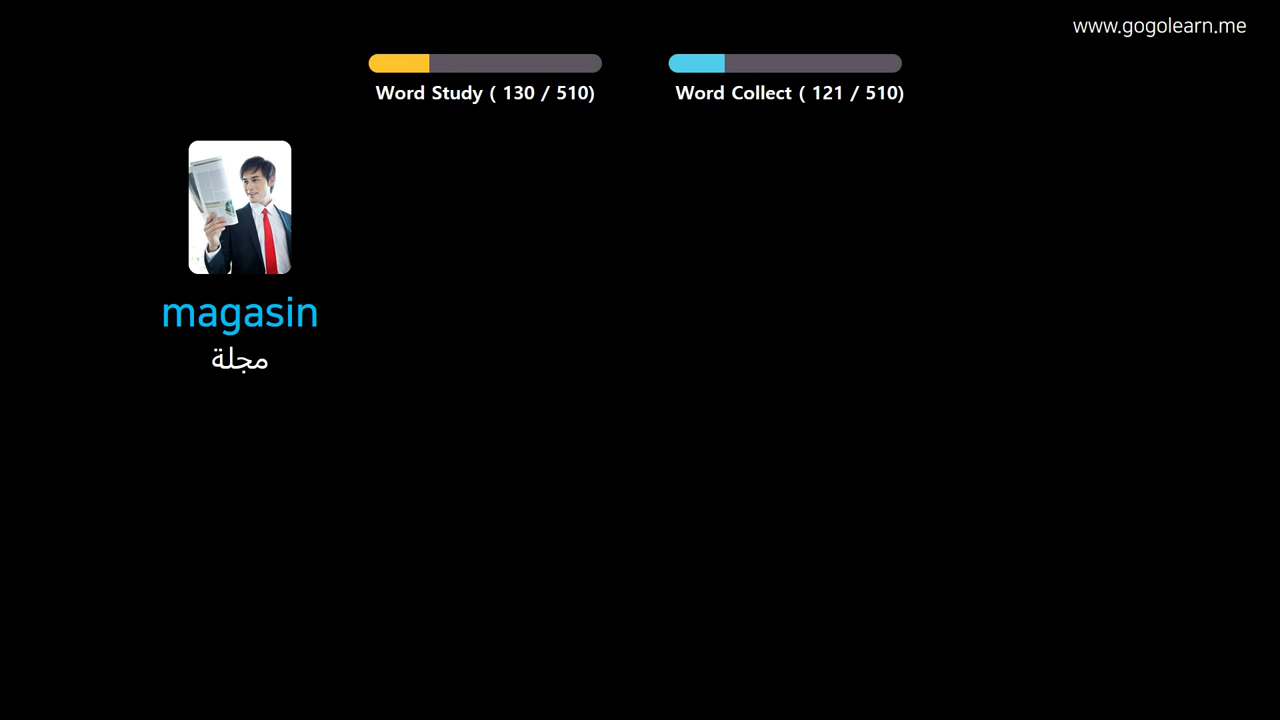 www.gogolearn.me
Word Study ( 130 / 510)
Word Collect ( 121 / 510)
magasin
مجلة